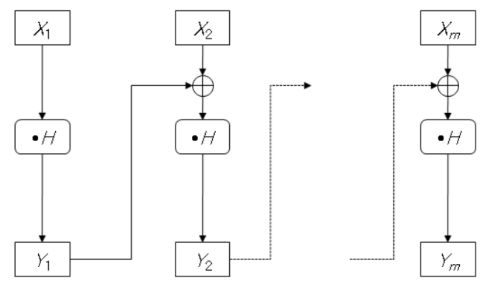 X₁ X₂ Xₘ
•H •H •H
Y₁ Y₂ Yₘ